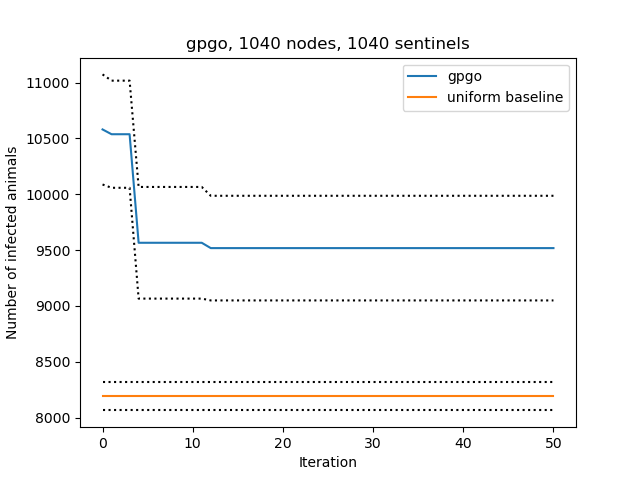 gpgo, 1040 nodes, 1040 sentinels
gpgo
uniform baseline
Number of infected animals
11000
10500
10000
9500
9000
8500
8000
0 10 20 30 40 50
Iteration